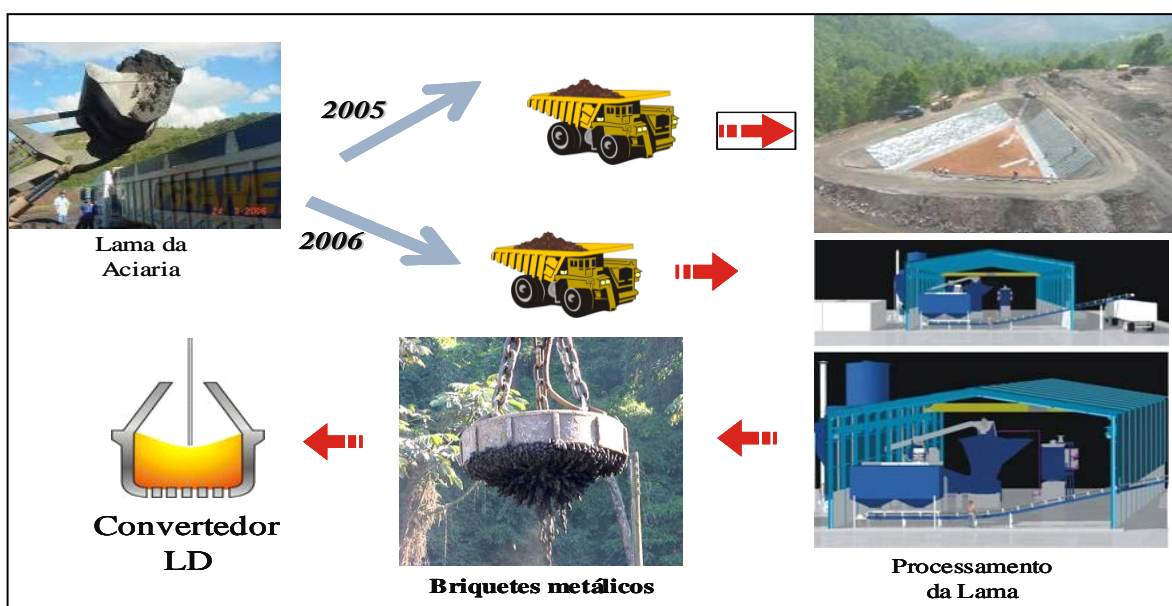 2005
2006
Lama da
Aciaria
Convertedor
LD
Briquetes metálicos
Processamento
da Lama